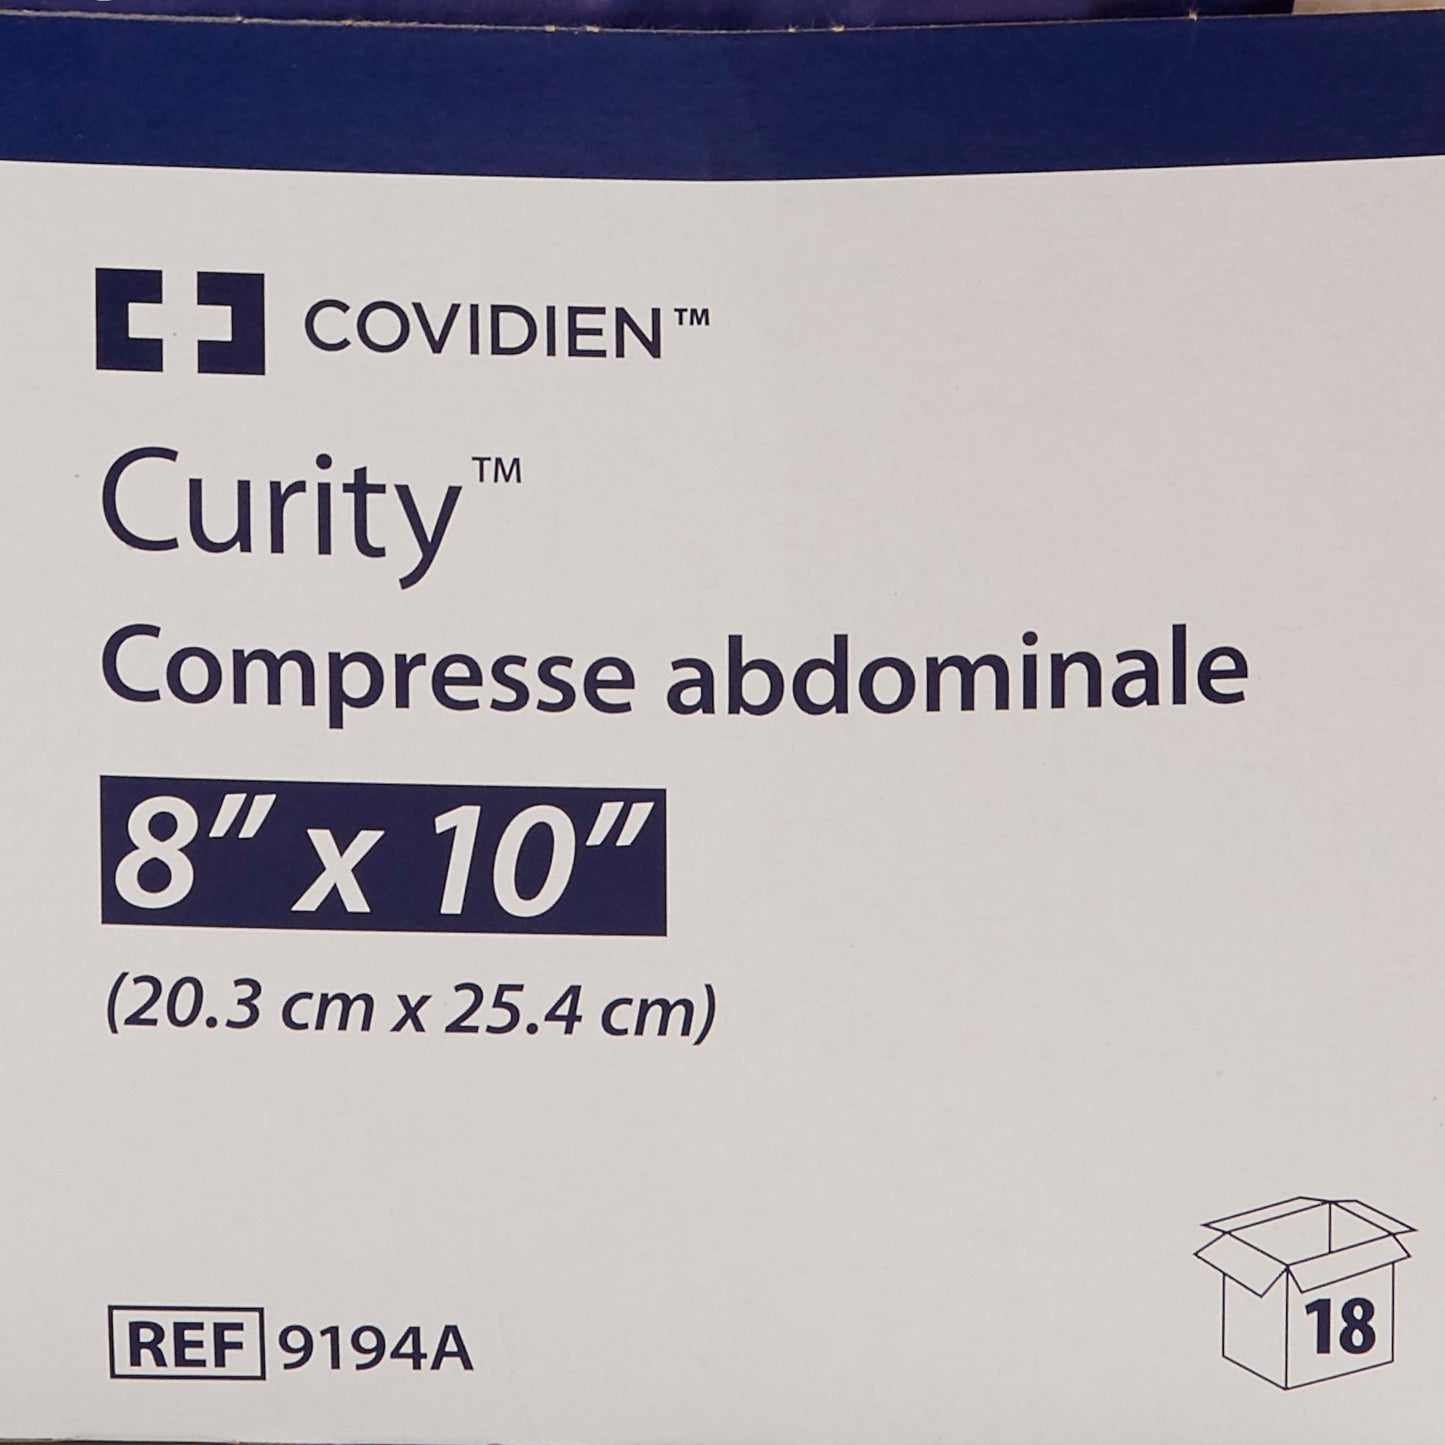 COVIDIEN™
Curity™
Compresse abdominale
8” x 10”
(20.3 cm x 25.4 cm)
18
REF 9194A